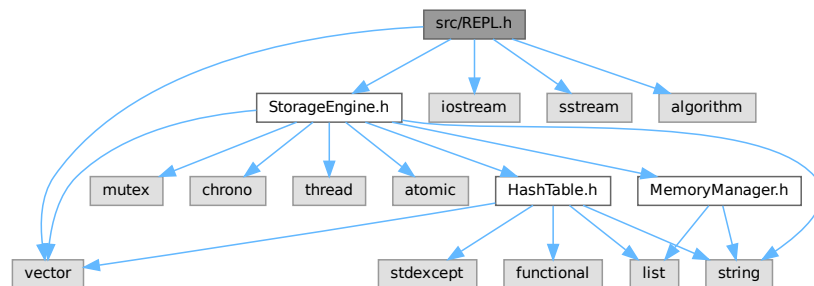 src/REPL.h
StorageEngine.h
iostream
sstream
algorithm
mutex
chrono
thread
atomic
HashTable.h
MemoryManager.h
vector
stdexcept
functional
list
string